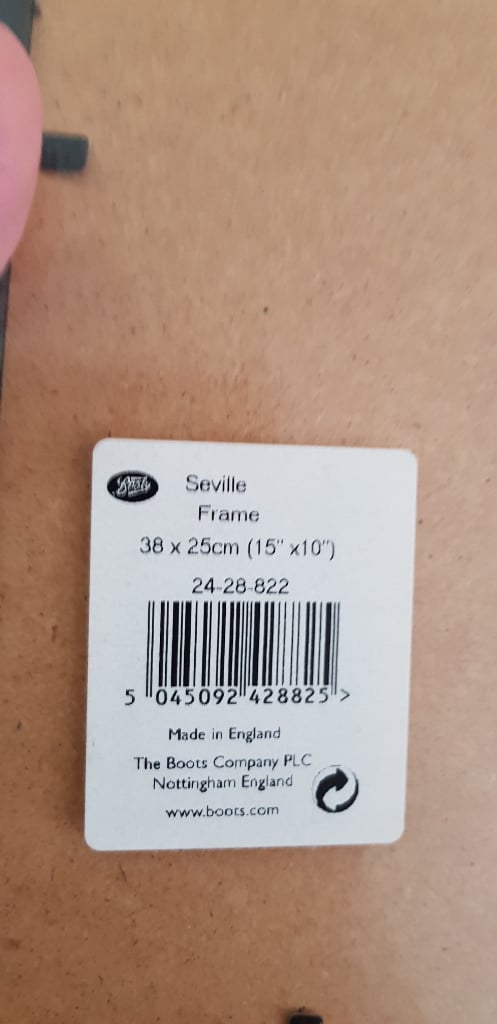 Boots
Seville
Frame
38 x 25cm (15" x10")
24-28-822
5 045092 428825 >
Made in England
The Boots Company PLC
Nottingham England
www.boots.com